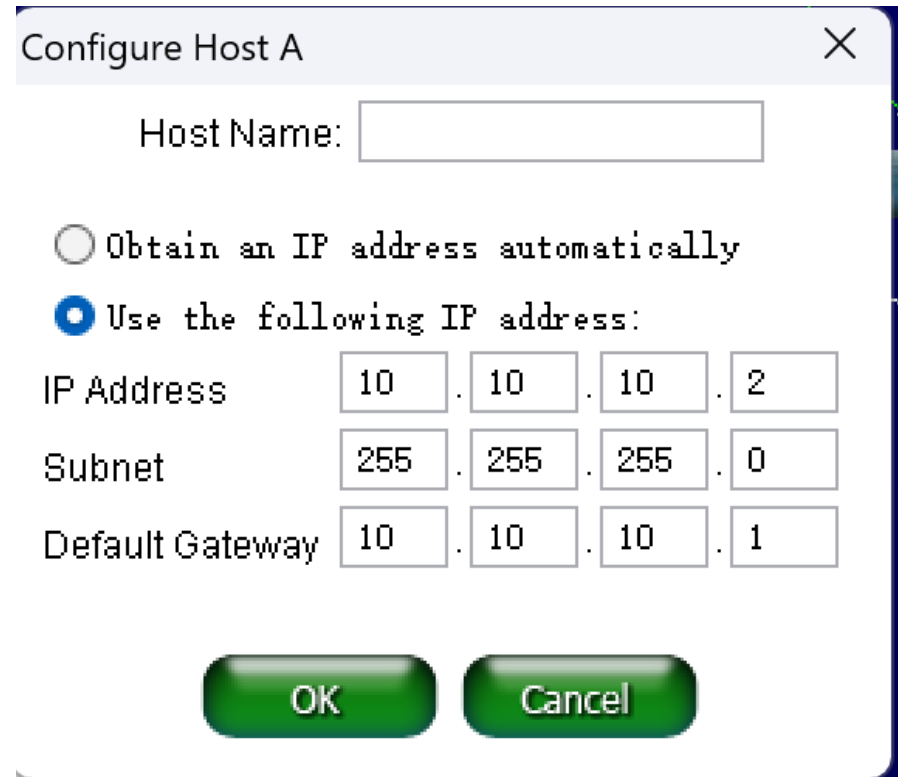 Configure Host A
Host Name:
Obtain an IP address automatically
Use the following IP address:
IP Address 10 . 10 . 10 . 2
Subnet 255 . 255 . 255 . 0
Default Gateway 10 . 10 . 10 . 1
OK Cancel